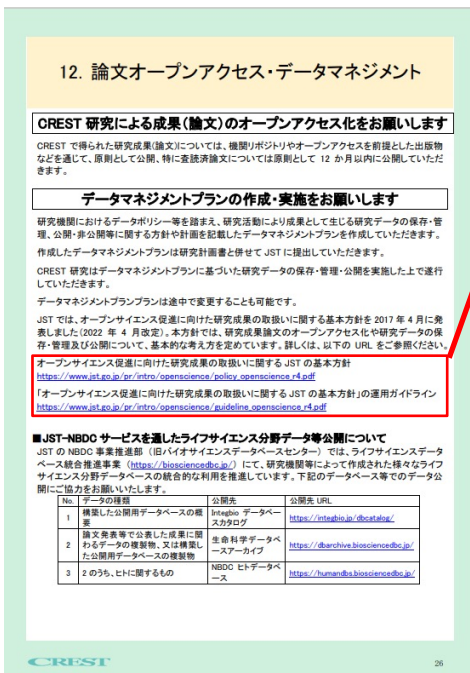 12. 論文オープンアクセス・データマネジメント
CREST 研究による成果(論文)のオープンアクセス化をお願いします
CREST で得られた研究成果(論文)については、機関リポジトリやオープンアクセスを前提とした出版物
などを通じて、原則として公開、特に査読済論文については原則として 12 か月以内に公開していただ
きます。
データマネジメントプランの作成・実施をお願いします
研究機関におけるデータポリシー等を踏まえ、研究活動により成果として生じる研究データの保存・管
理、公開・非公開等に関する方針や計画を記載したデータマネジメントプランを作成していただきます。
作成したデータマネジメントプランは研究計画書と併せて JST に提出していただきます。
CREST 研究はデータマネジメントプランに基づいた研究データの保存・管理・公開を実施した上で遂行
していただきます。
データマネジメントプランプランは途中で変更することも可能です。
JST では、オープンサイエンス促進に向けた研究成果の取扱いに関する基本方針を 2017 年 4 月に発
表しました(2022 年 4 月改定)。本方針では、研究成果論文のオープンアクセス化や研究データの保
存・管理及び公開について、基本的な考え方を定めています。詳しくは、以下の URL をご参照ください。
オープンサイエンス促進に向けた研究成果の取扱いに関する JST の基本方針
https://www.jst.go.jp/pr/intro/openscience/policy_openscience_r4.pdf
「オープンサイエンス促進に向けた研究成果の取扱いに関する JST の基本方針」の運用ガイドライン
https://www.jst.go.jp/pr/intro/openscience/guideline_openscience_r4.pdf
■JST-NBDC サービスを通したライフサイエンス分野データ等公開について
JST の NBDC 事業推進部(旧バイオサイエンスデータベースセンター)では、ライフサイエンスデータ
ベース統合推進事業(https://biosciencedbc.jp/)にて、研究機関等によって作成された様々なライフ
サイエンス分野データベースの統合的な利用を推進しています。下記のデータベース等でのデータ公
開にご協力をお願いいたします。
No. データの種類 公開先 公開先 URL
1 構築した公開用データベースの概要 Integbio データベースカタログ https://integbio.jp/dbcatalog/
2 論文発表等で公表した成果に関わるデータの複製物、又は構築した公開用データベースの複製物 生命科学データベースアーカイブ https://dbarchive.biosciencedbc.jp/
3 2 のうち、ヒトに関するもの NBDC ヒトデータベース https://humandbs.biosciencedbc.jp/
CREST 26